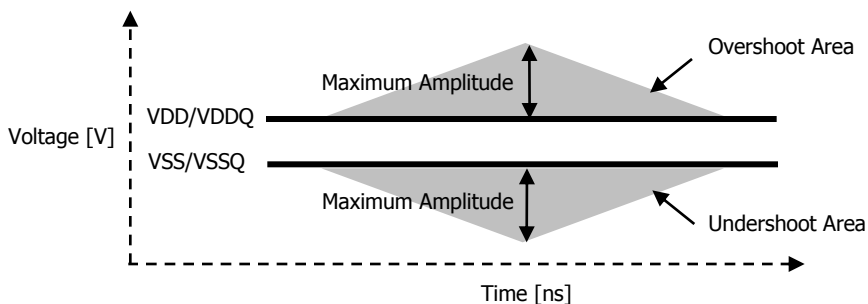 Overshoot Area
Maximum Amplitude
VDD/VDDQ
Voltage [V]
VSS/VSSQ
Maximum Amplitude
Undershoot Area
Time [ns]